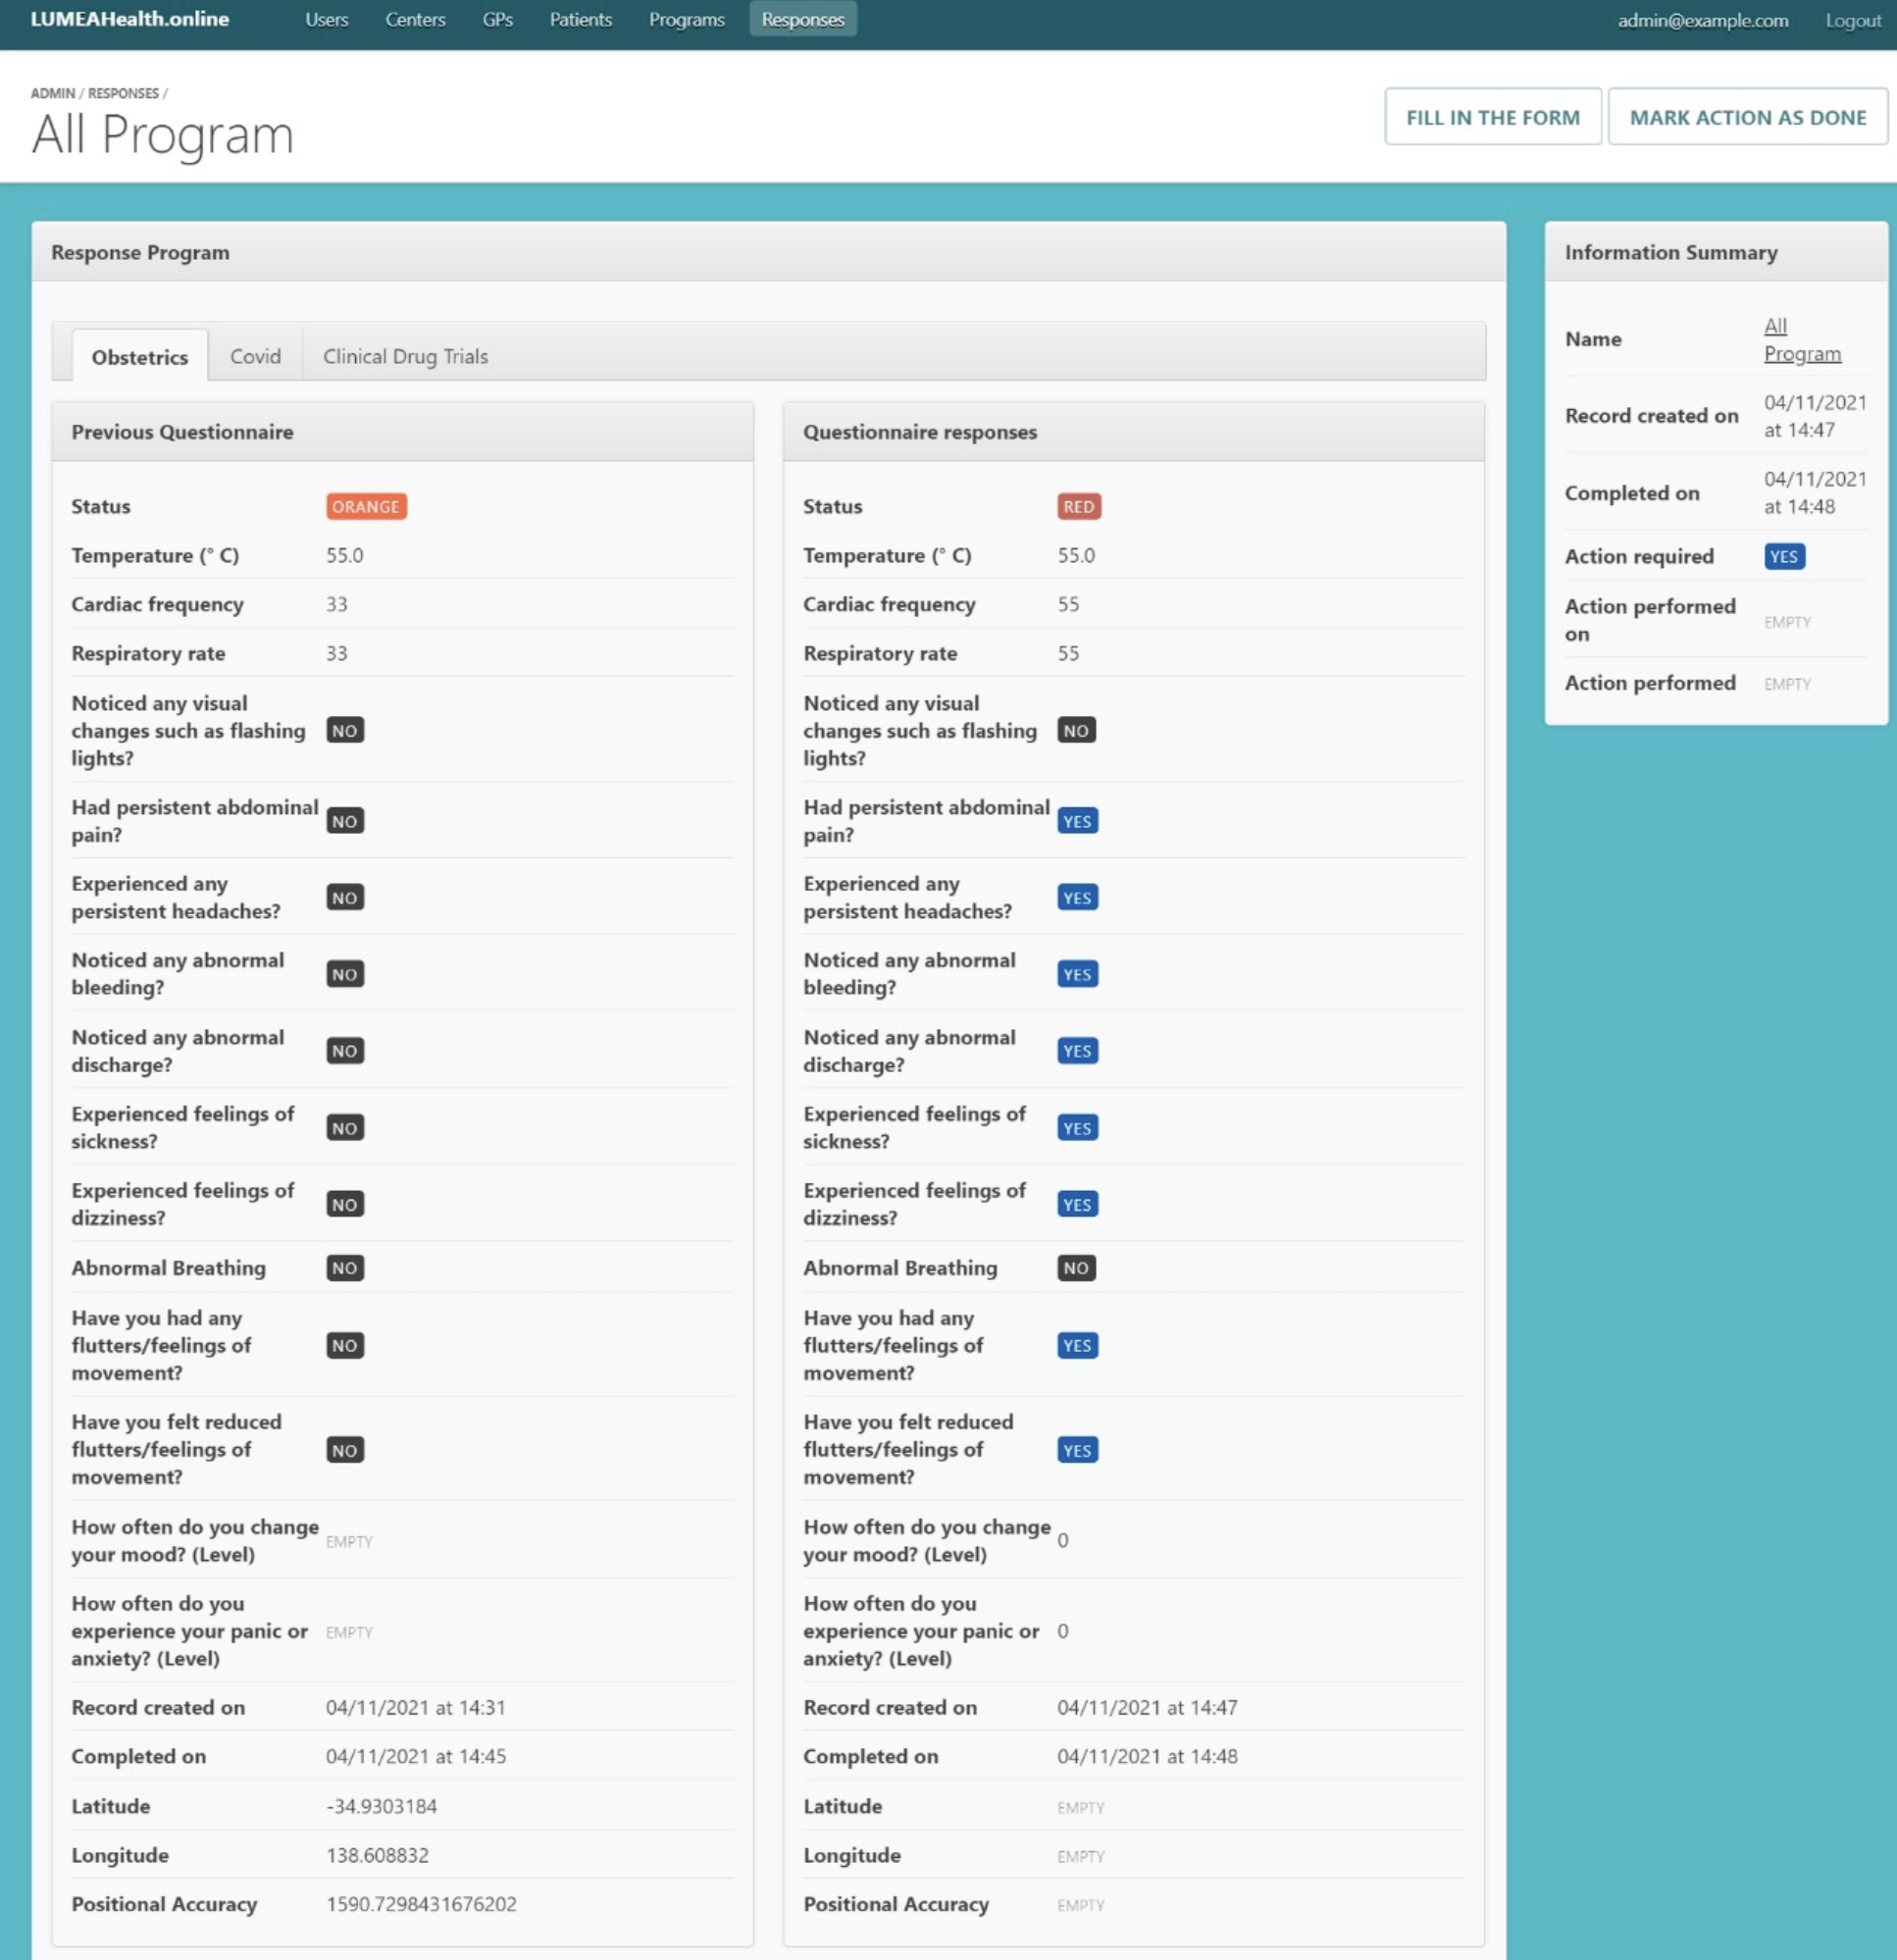 LUMEAHealth.online Users Centers GPs Patients Programs Responses admin@example.com Logout
ADMIN / RESPONSES /
All Program
FILL IN THE FORM MARK ACTION AS DONE
Response Program
Obstetrics Covid Clinical Drug Trials
Previous Questionnaire
Status ORANGE
Temperature (° C) 55.0
Cardiac frequency 33
Respiratory rate 33
Noticed any visual
changes such as flashing NO
lights?
Had persistent abdominal
pain? NO
Experienced any
persistent headaches? NO
Noticed any abnormal
bleeding? NO
Noticed any abnormal
discharge? NO
Experienced feelings of
sickness? NO
Experienced feelings of
dizziness? NO
Abnormal Breathing NO
Have you had any
flutters/feelings of NO
movement?
Have you felt reduced
flutters/feelings of NO
movement?
How often do you change
your mood? (Level) EMPTY
How often do you
experience your panic or EMPTY
anxiety? (Level)
Record created on 04/11/2021 at 14:31
Completed on 04/11/2021 at 14:45
Latitude -34.9303184
Longitude 138.608832
Positional Accuracy 1590.7298431676202
Questionnaire responses
Status RED
Temperature (° C) 55.0
Cardiac frequency 55
Respiratory rate 55
Noticed any visual
changes such as flashing NO
lights?
Had persistent abdominal
pain? YES
Experienced any
persistent headaches? YES
Noticed any abnormal
bleeding? YES
Noticed any abnormal
discharge? YES
Experienced feelings of
sickness? YES
Experienced feelings of
dizziness? YES
Abnormal Breathing NO
Have you had any
flutters/feelings of YES
movement?
Have you felt reduced
flutters/feelings of YES
movement?
How often do you change
your mood? (Level) 0
How often do you
experience your panic or 0
anxiety? (Level)
Record created on 04/11/2021 at 14:47
Completed on 04/11/2021 at 14:48
Latitude EMPTY
Longitude EMPTY
Positional Accuracy EMPTY
Information Summary
Name All
Program
Record created on 04/11/2021
at 14:47
Completed on 04/11/2021
at 14:48
Action required YES
Action performed
on EMPTY
Action performed EMPTY